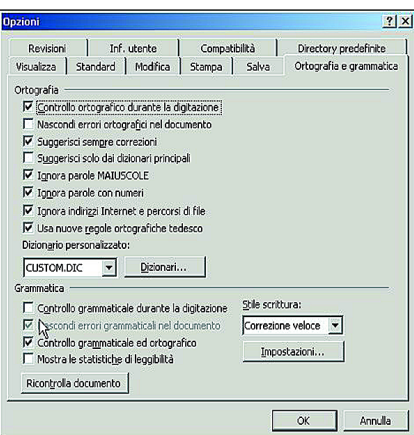 Opzioni
Revisioni Inf. utente Compatibilità Directory predefinite
Visualizza Standard Modifica Stampa Salva Ortografia e grammatica
Ortografia
Controllo ortografico durante la digitazione
Nascondi errori ortografici nel documento
Suggerisci sempre correzioni
Suggerisci solo dai dizionari principali
Ignora parole MAIUSCOLE
Ignora parole con numeri
Ignora indirizzi Internet e percorsi di file
Usa nuove regole ortografiche tedesco
Dizionario personalizzato:
CUSTOM.DIC Dizionari...
Grammatica
Controllo grammaticale durante la digitazione Stile scrittura:
Nascondi errori grammaticali nel documento Correzione veloce
Controllo grammaticale ed ortografico Impostazioni...
Mostra le statistiche di leggibilità
Ricontrolla documento
OK Annulla